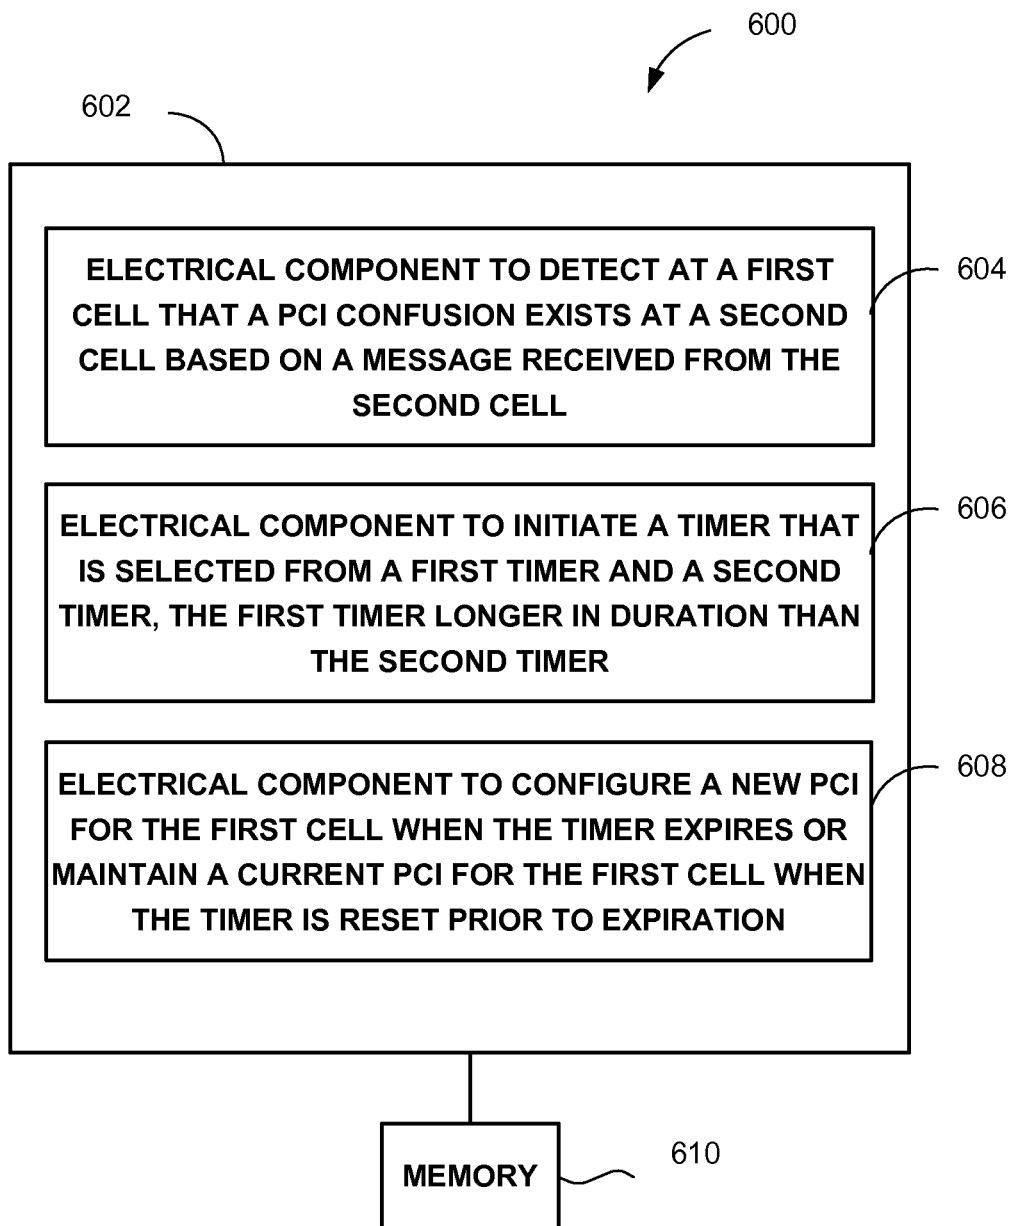 600
602
ELECTRICAL COMPONENT TO DETECT AT A FIRST
CELL THAT A PCI CONFUSION EXISTS AT A SECOND
CELL BASED ON A MESSAGE RECEIVED FROM THE
SECOND CELL
604
ELECTRICAL COMPONENT TO INITIATE A TIMER THAT
IS SELECTED FROM A FIRST TIMER AND A SECOND
TIMER, THE FIRST TIMER LONGER IN DURATION THAN
THE SECOND TIMER
606
ELECTRICAL COMPONENT TO CONFIGURE A NEW PCI
FOR THE FIRST CELL WHEN THE TIMER EXPIRES OR
MAINTAIN A CURRENT PCI FOR THE FIRST CELL WHEN
THE TIMER IS RESET PRIOR TO EXPIRATION
608
MEMORY
610